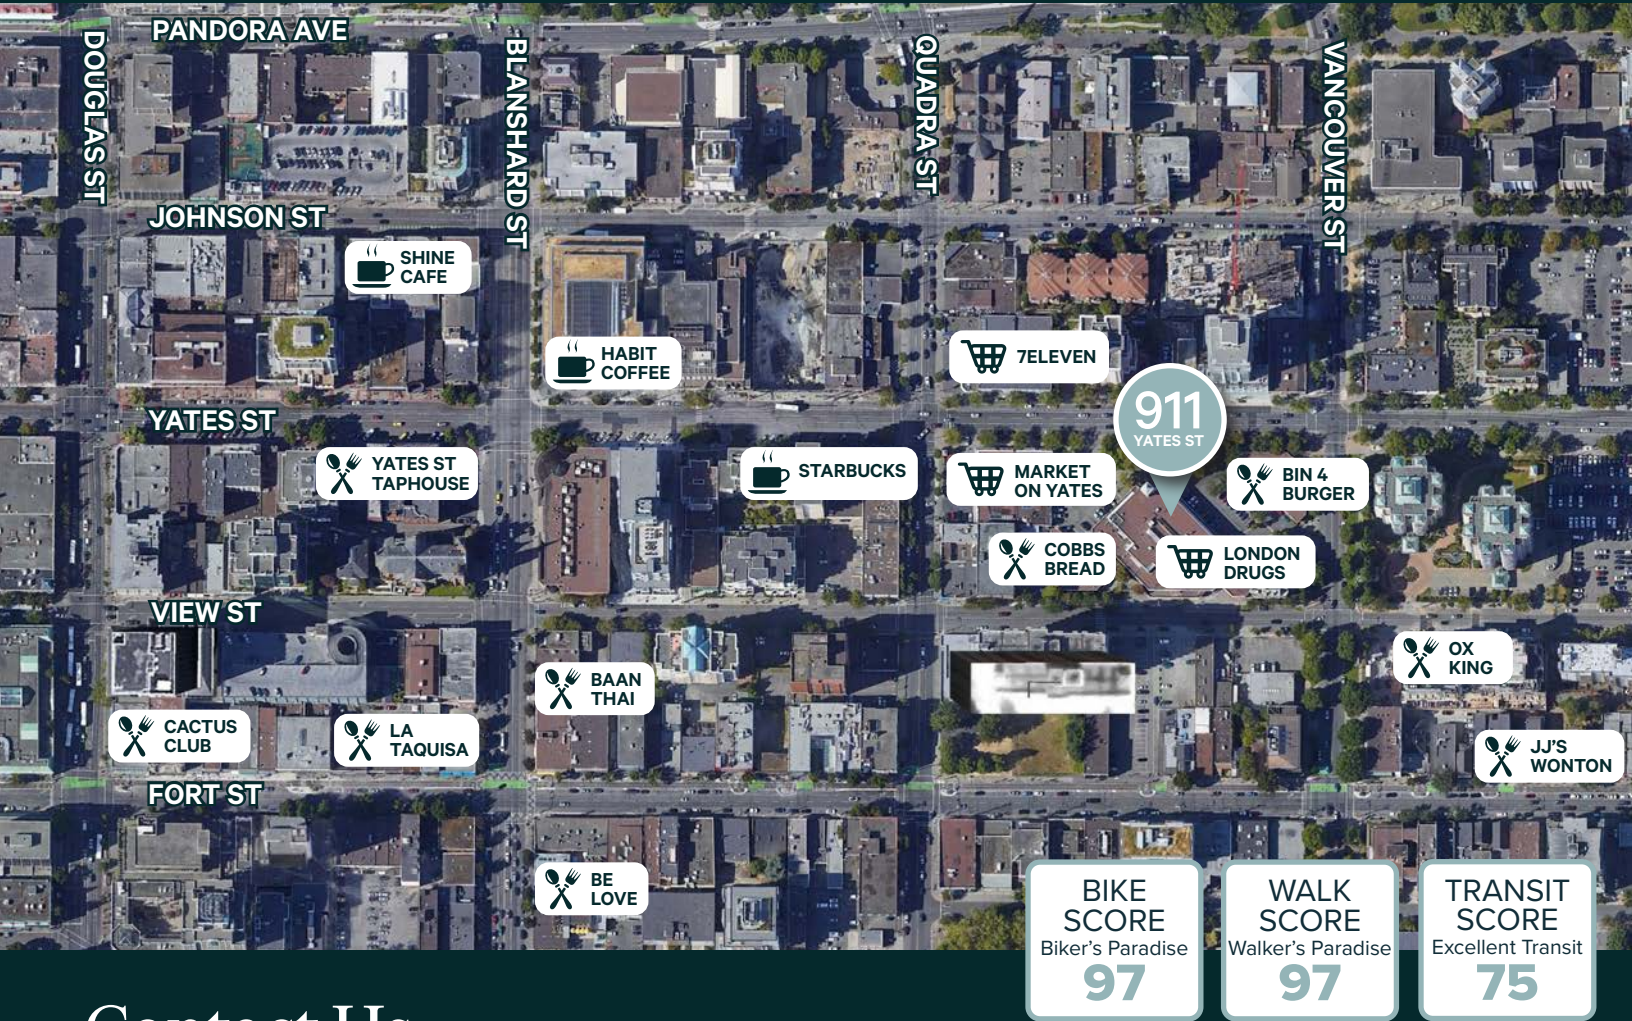 PANDORA AVE
DOUGLAS ST
BLANSHARD ST
QUADRA ST
VANCOUVER ST
JOHNSON ST
SHINE
CAFE
HABIT
COFFEE
7ELEVEN
911
YATES ST
YATES ST
YATES ST
TAPHOUSE
STARBUCKS
MARKET
ON YATES
BIN 4
BURGER
COBBS
BREAD
LONDON
DRUGS
VIEW ST
OX
KING
BAAN
THAI
CACTUS
CLUB
LA
TAQUISA
JJ'S
WONTON
FORT ST
BE
LOVE
BIKE
SCORE
Biker's Paradise
97
WALK
SCORE
Walker's Paradise
97
TRANSIT
SCORE
Excellent Transit
75
Contact Us